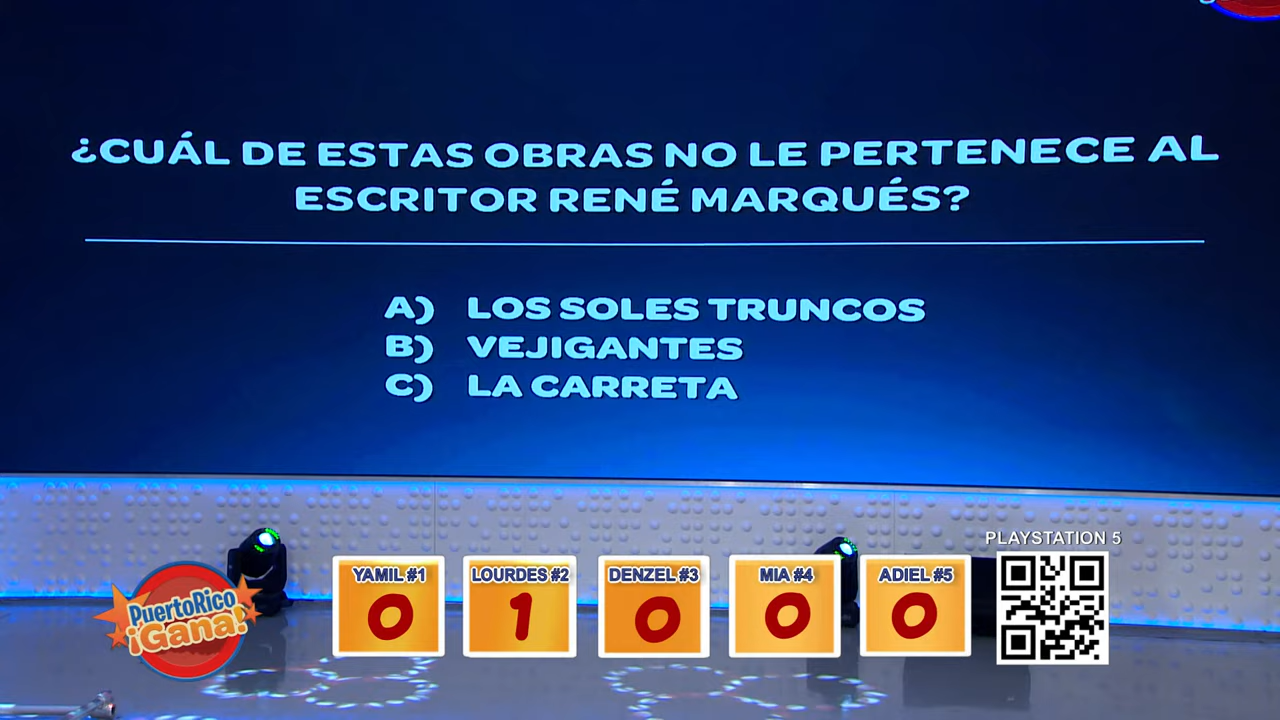 ¿CUÁL DE ESTAS OBRAS NO LE PERTENECE AL
ESCRITOR RENÉ MARQUÉS?
A) LOS SOLES TRUNCOS
B) VEJIGANTES
C) LA CARRETA
PLAYSTATION 5
YAMIL #1
LOURDES #2
DENZEL #3
MIA #4
ADIEL #5
0
1
0
0
0
PuertoRico
¡Gana!